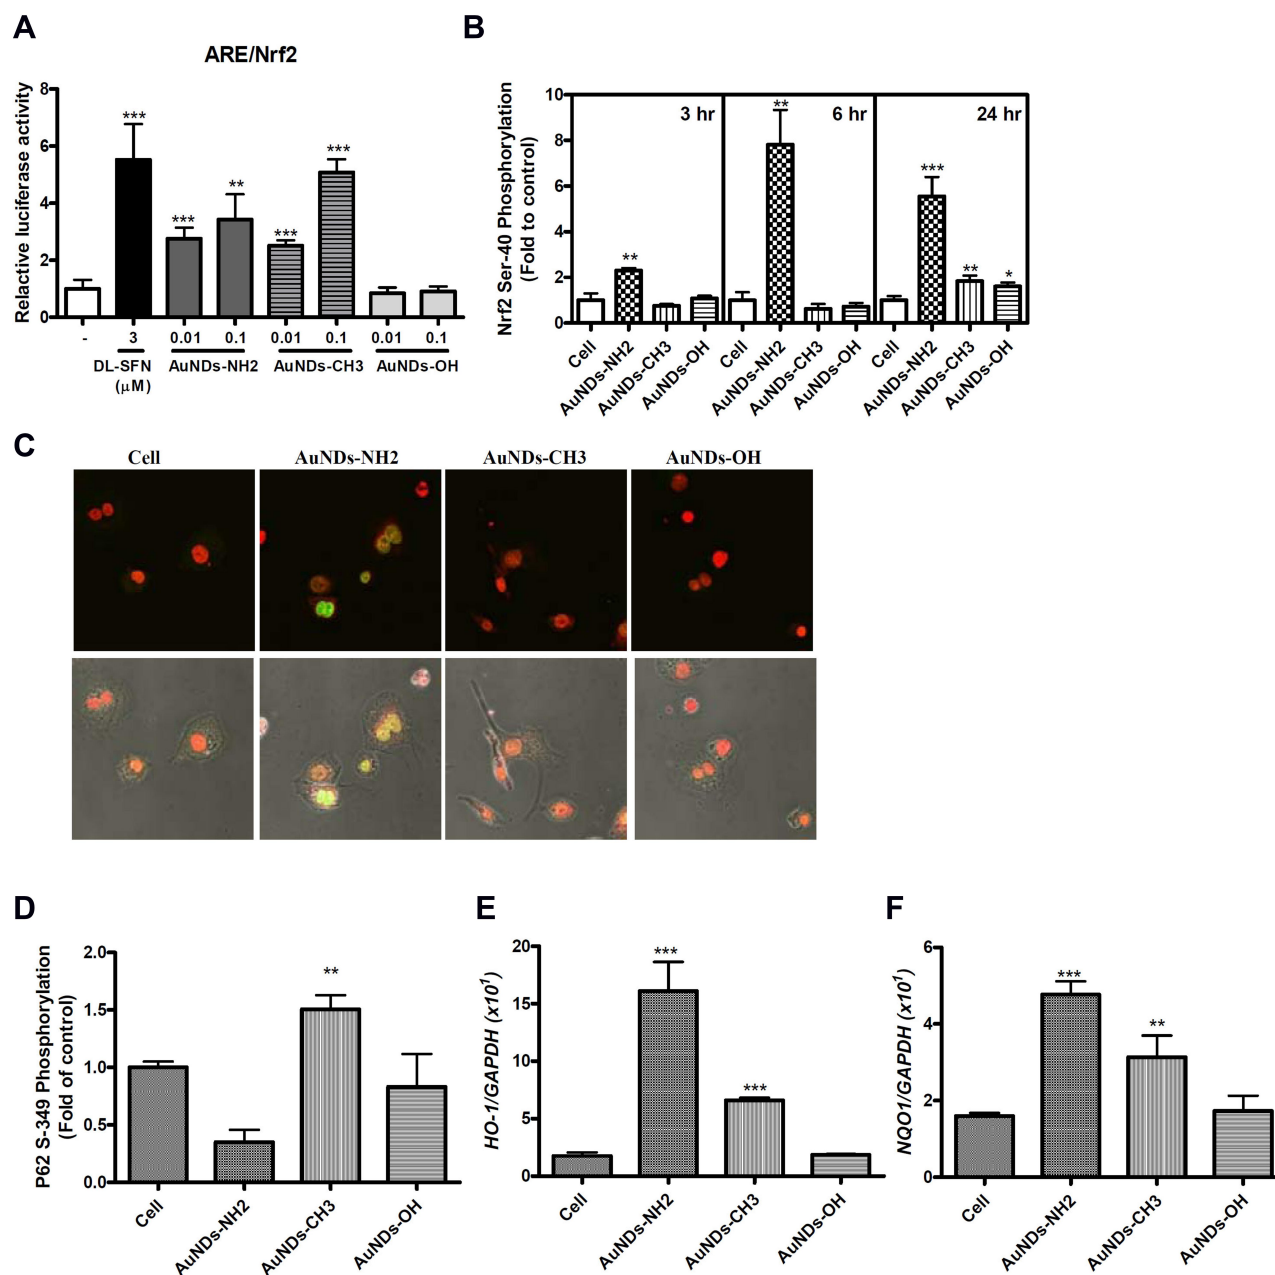 A
ARE/Nrf2
Relactive luciferase activity
8
6
4
2
0
***
***
**
***
***
-
3
0.01
0.1
0.01
0.1
0.01
0.1
DL-SFN
(μM)
AuNDs-NH2
AuNDs-CH3
AuNDs-OH
B
Nrf2 Ser-40 Phosphorylation
(Fold to control)
10
8
6
4
2
0
3 hr
6 hr
24 hr
**
**
***
**
*
Cell
AuNDs-NH2
AuNDs-CH3
AuNDs-OH
Cell
AuNDs-NH2
AuNDs-CH3
AuNDs-OH
Cell
AuNDs-NH2
AuNDs-CH3
AuNDs-OH
C
Cell
AuNDs-NH2
AuNDs-CH3
AuNDs-OH
D
P62 S-349 Phosphorylation
(Fold of control)
2.0
1.5
1.0
0.5
0.0
**
Cell
AuNDs-NH2
AuNDs-CH3
AuNDs-OH
E
HO-1/GAPDH (x10¹)
20
15
10
5
0
***
***
Cell
AuNDs-NH2
AuNDs-CH3
AuNDs-OH
F
NQO1/GAPDH (x10¹)
6
4
2
0
***
**
Cell
AuNDs-NH2
AuNDs-CH3
AuNDs-OH